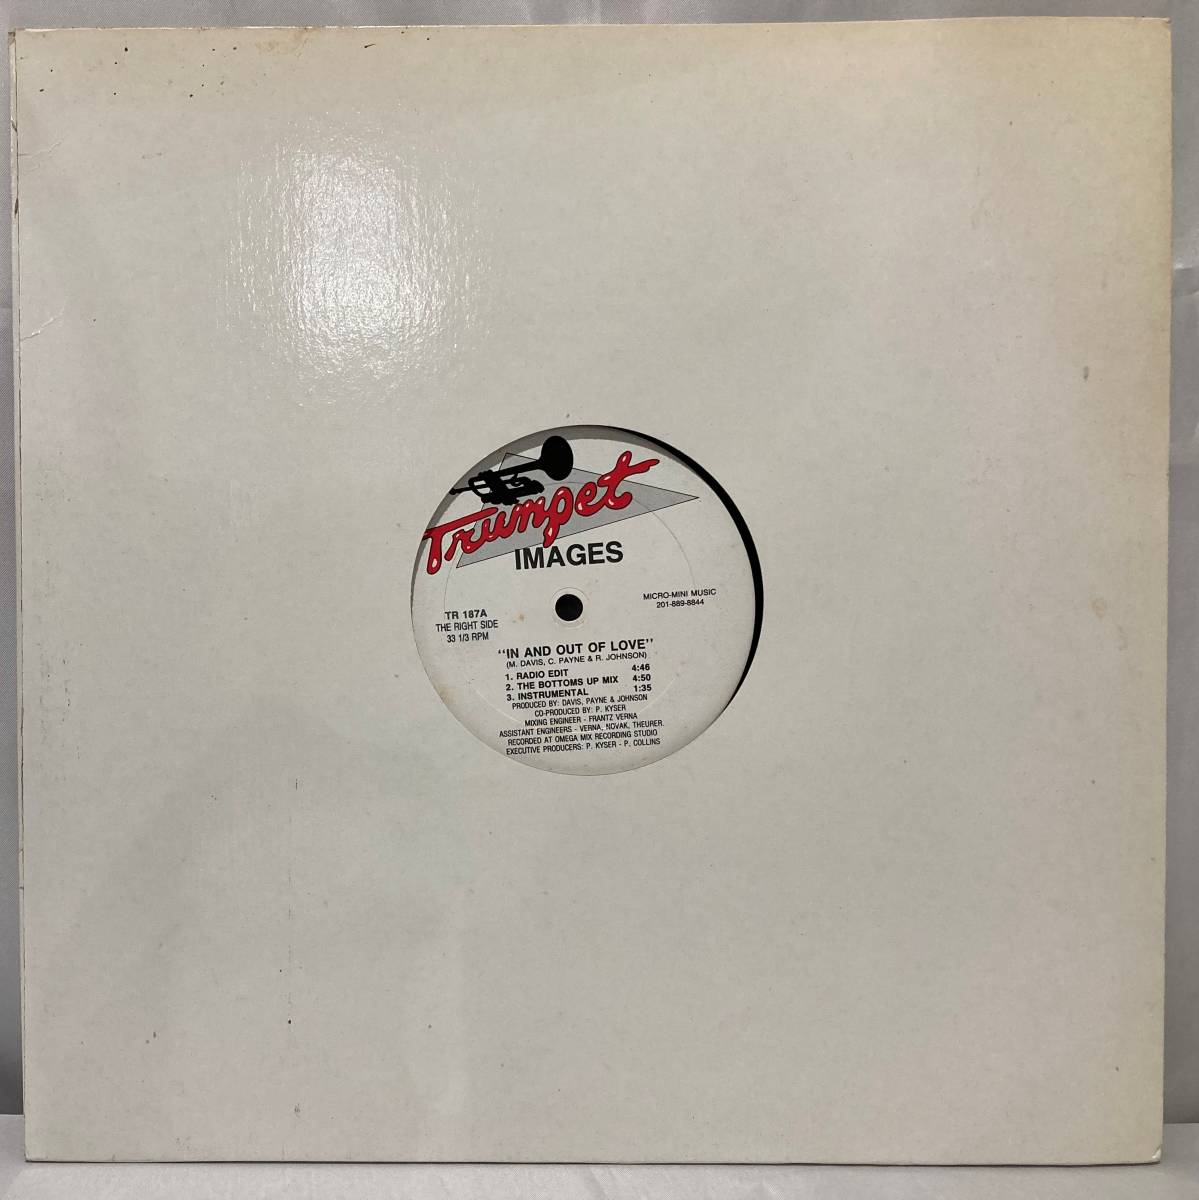 Trumpet
IMAGES
TR 187A
THE RIGHT SIDE
33 1/3 RPM
MICRO-MINI MUSIC
201-889-8844
"IN AND OUT OF LOVE"
(M. DAVIS, C. PAYNE & R. JOHNSON)
1. RADIO EDIT 4:46
2. THE BOTTOMS UP MIX 4:50
3. INSTRUMENTAL 1:35
PRODUCED BY: DAVIS, PAYNE & JOHNSON
CO-PRODUCED BY: P. KYSER
MIXING ENGINEER - FRANTZ VERNA
ASSISTANT ENGINEERS - VERNA, NOVAK, THEURER.
RECORDED AT OMEGA MIX RECORDING STUDIO
EXECUTIVE PRODUCERS: P. KYSER - P. COLLINS